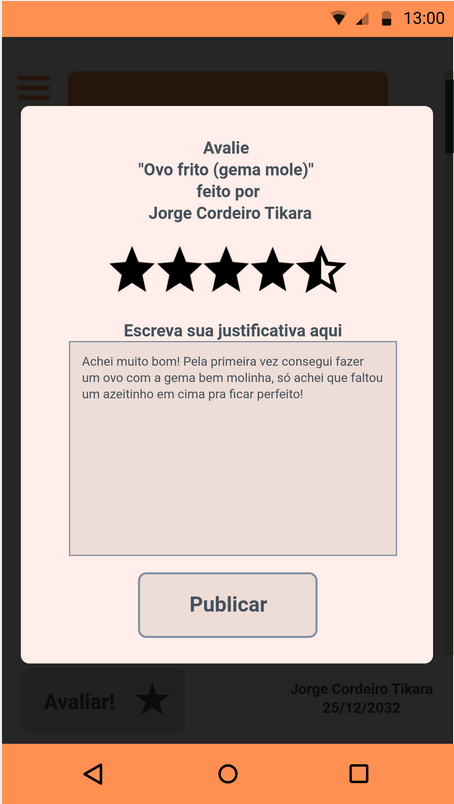 13:00
Avalie
"Ovo frito (gema mole)"
feito por
Jorge Cordeiro Tikara
Escreva sua justificativa aqui
Achei muito bom! Pela primeira vez consegui fazer
um ovo com a gema bem molinha, só achei que faltou
um azeitinho em cima pra ficar perfeito!
Publicar
Avaliar!
Jorge Cordeiro Tikara
25/12/2032